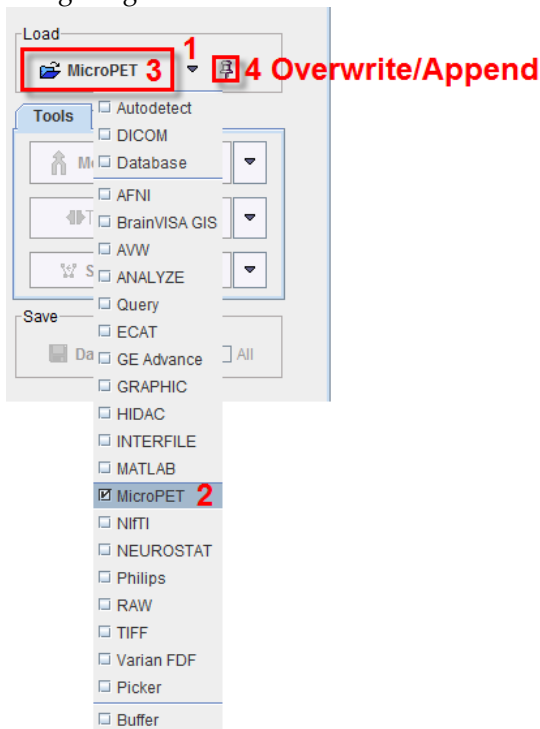 Load
1
MicroPET 3
4 Overwrite/Append
Tools
Autodetect
DICOM
Database
AFNI
BrainVISA GIS
AVW
ANALYZE
Query
Save
ECAT
Da
GE Advance
All
GRAPHIC
HIDAC
INTERFILE
MATLAB
MicroPET 2
NIfTI
NEUROSTAT
Philips
RAW
TIFF
Varian FDF
Picker
Buffer